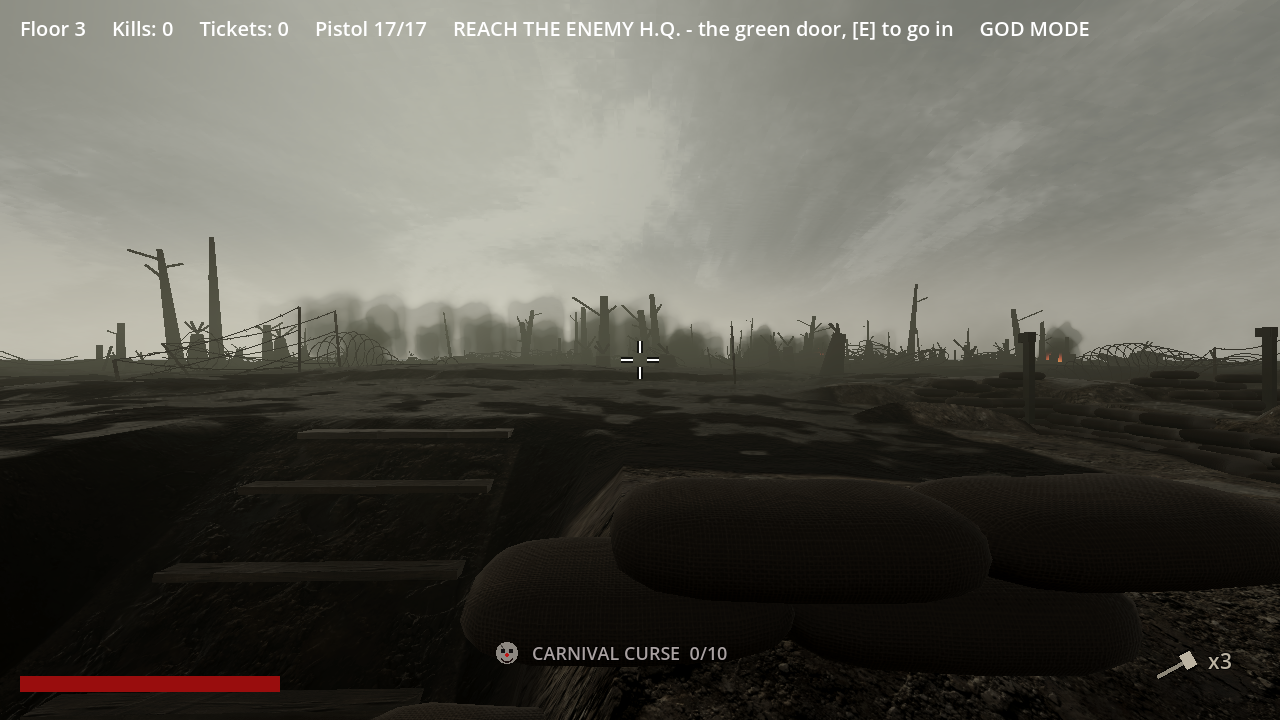 Floor 3 Kills: 0 Tickets: 0 Pistol 17/17 REACH THE ENEMY H.Q. - the green door, [E] to go in GOD MODE
CARNIVAL CURSE 0/10
x3